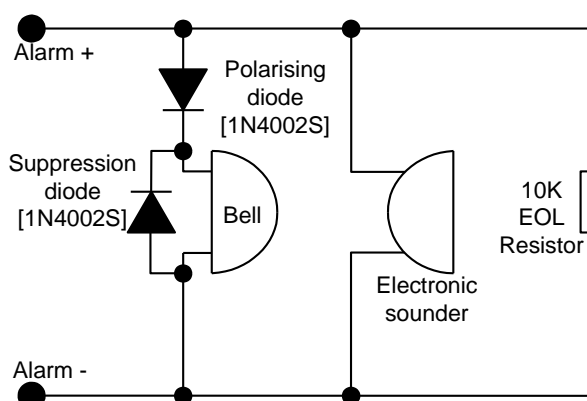 Alarm +
Polarising
diode
[1N4002S]
Suppression
diode
[1N4002S]
Bell
10K
EOL
Resistor
Electronic
sounder
Alarm -